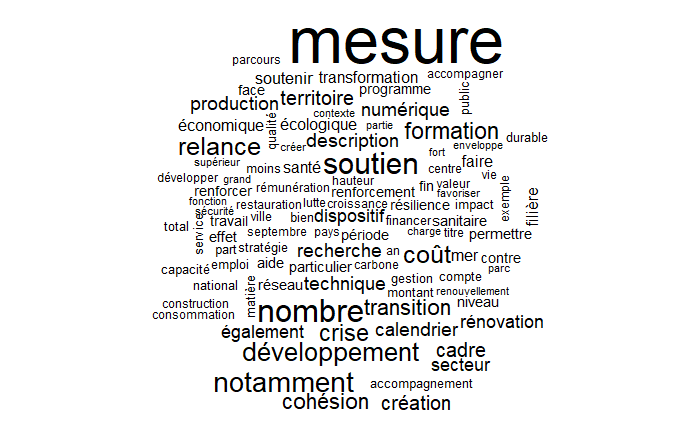 mesure
parcours
soutenir transformation accompagner
face programme public
production territoire
contexte numérique
économique qualité écologique partie formation
créer description enveloppe durable
relance fort
supérieur moins santé soutien centre faire
développer grand vie
renforcer rémunération hauteur renforcement fin valeur favoriser exemple
fonction restauration lutte croissance résilience impact filière
sécurité
total travail ville bien dispositif financer sanitaire
service effet septembre pays période charge titre permettre
part stratégie recherche an coût mer contre
capacité emploi aide particulier carbone parc
national matière réseau technique gestion compte
montant renouvellement
construction nombre transition niveau
consommation
également crise calendrier rénovation
développement cadre
secteur
notamment accompagnement
cohésion création